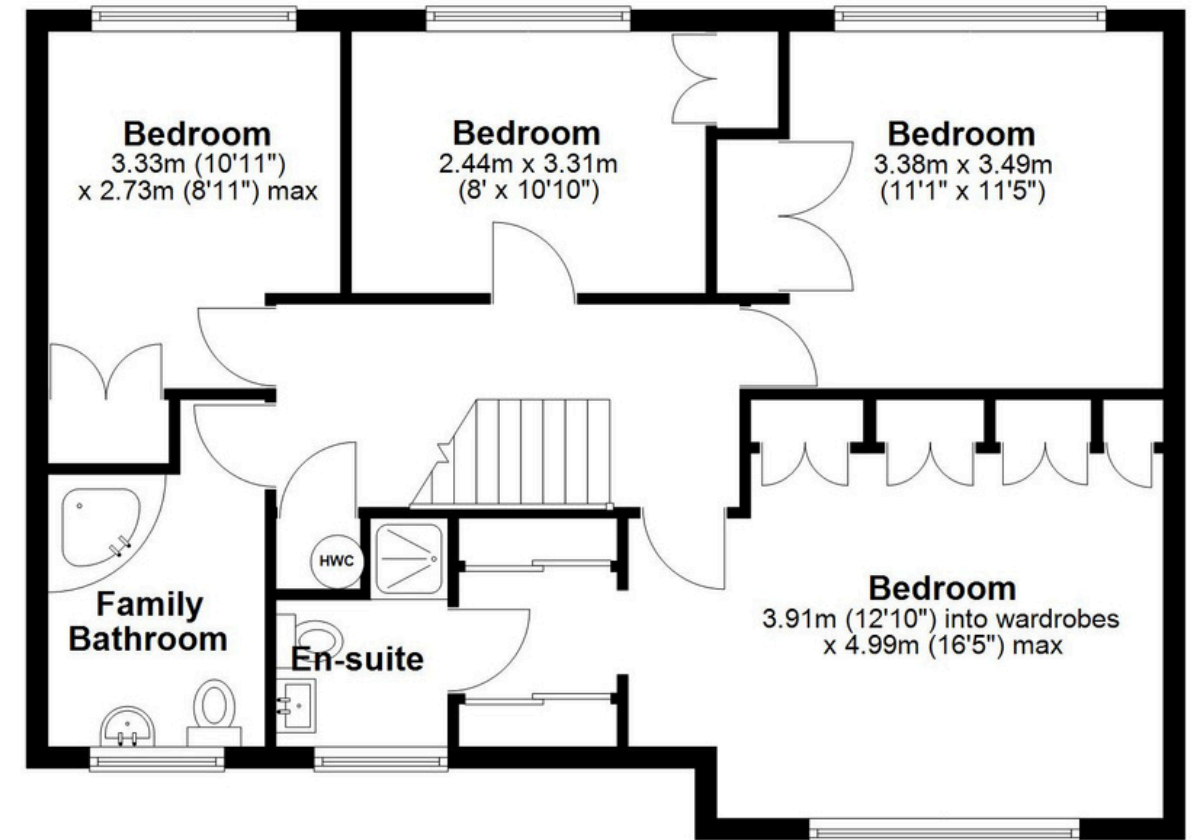 Bedroom
3.33m (10'11")
x 2.73m (8'11") max
Bedroom
2.44m x 3.31m
(8' x 10'10")
Bedroom
3.38m x 3.49m
(11'1" x 11'5")
HWC
Family
Bathroom
En-suite
Bedroom
3.91m (12'10") into wardrobes
x 4.99m (16'5") max